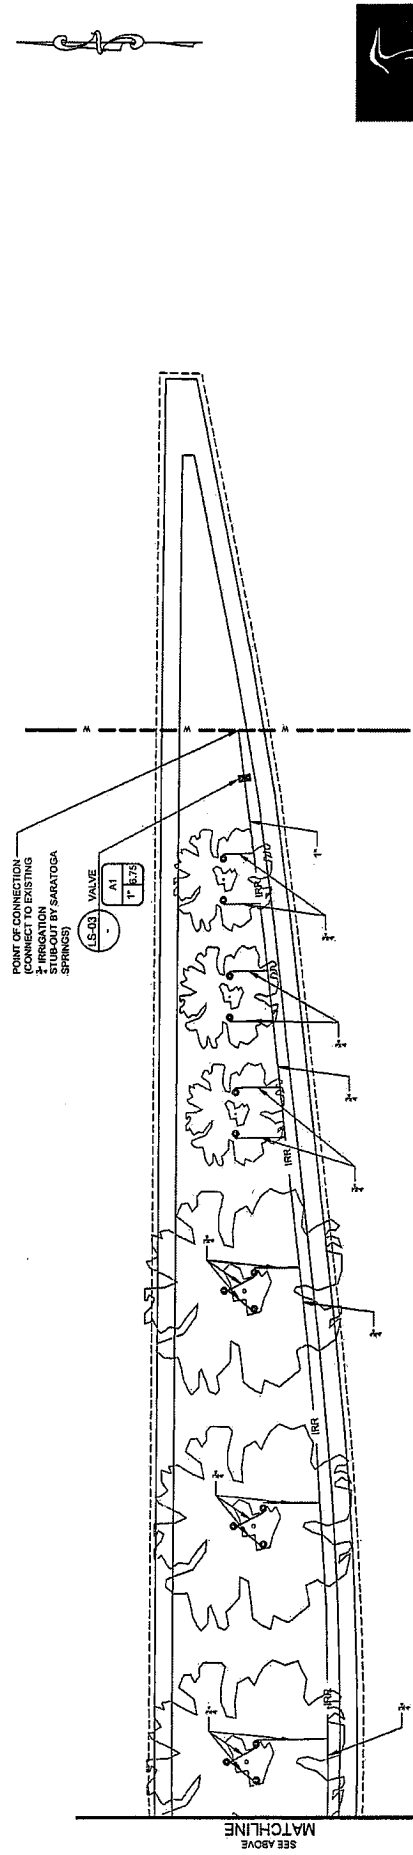 POINT OF CONNECTION
(CONNECT TO EXISTING
IRRIGATION
STUB-OUT BY SARATOGA
SPRINGS)
LS-03
-
VALVE
A1
1" 6.75
W
W
W
IRR
1"
IRR
IRR
IRR
SEE ABOVE
MATCHLINE